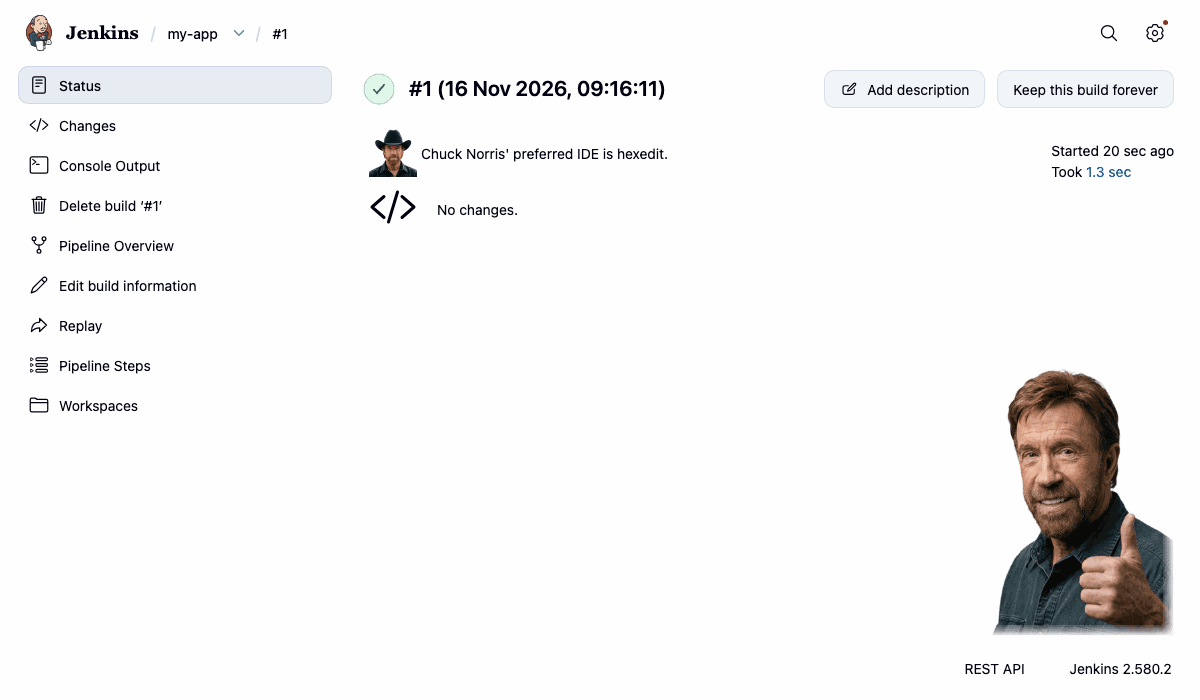 Jenkins / my-app / #1
Status
Changes
Console Output
Delete build ‘#1’
Pipeline Overview
Edit build information
Replay
Pipeline Steps
Workspaces
#1 (16 Nov 2026, 09:16:11)
Add description
Keep this build forever
Chuck Norris' preferred IDE is hexedit.
Started 20 sec ago
Took 1.3 sec
No changes.
REST API
Jenkins 2.580.2